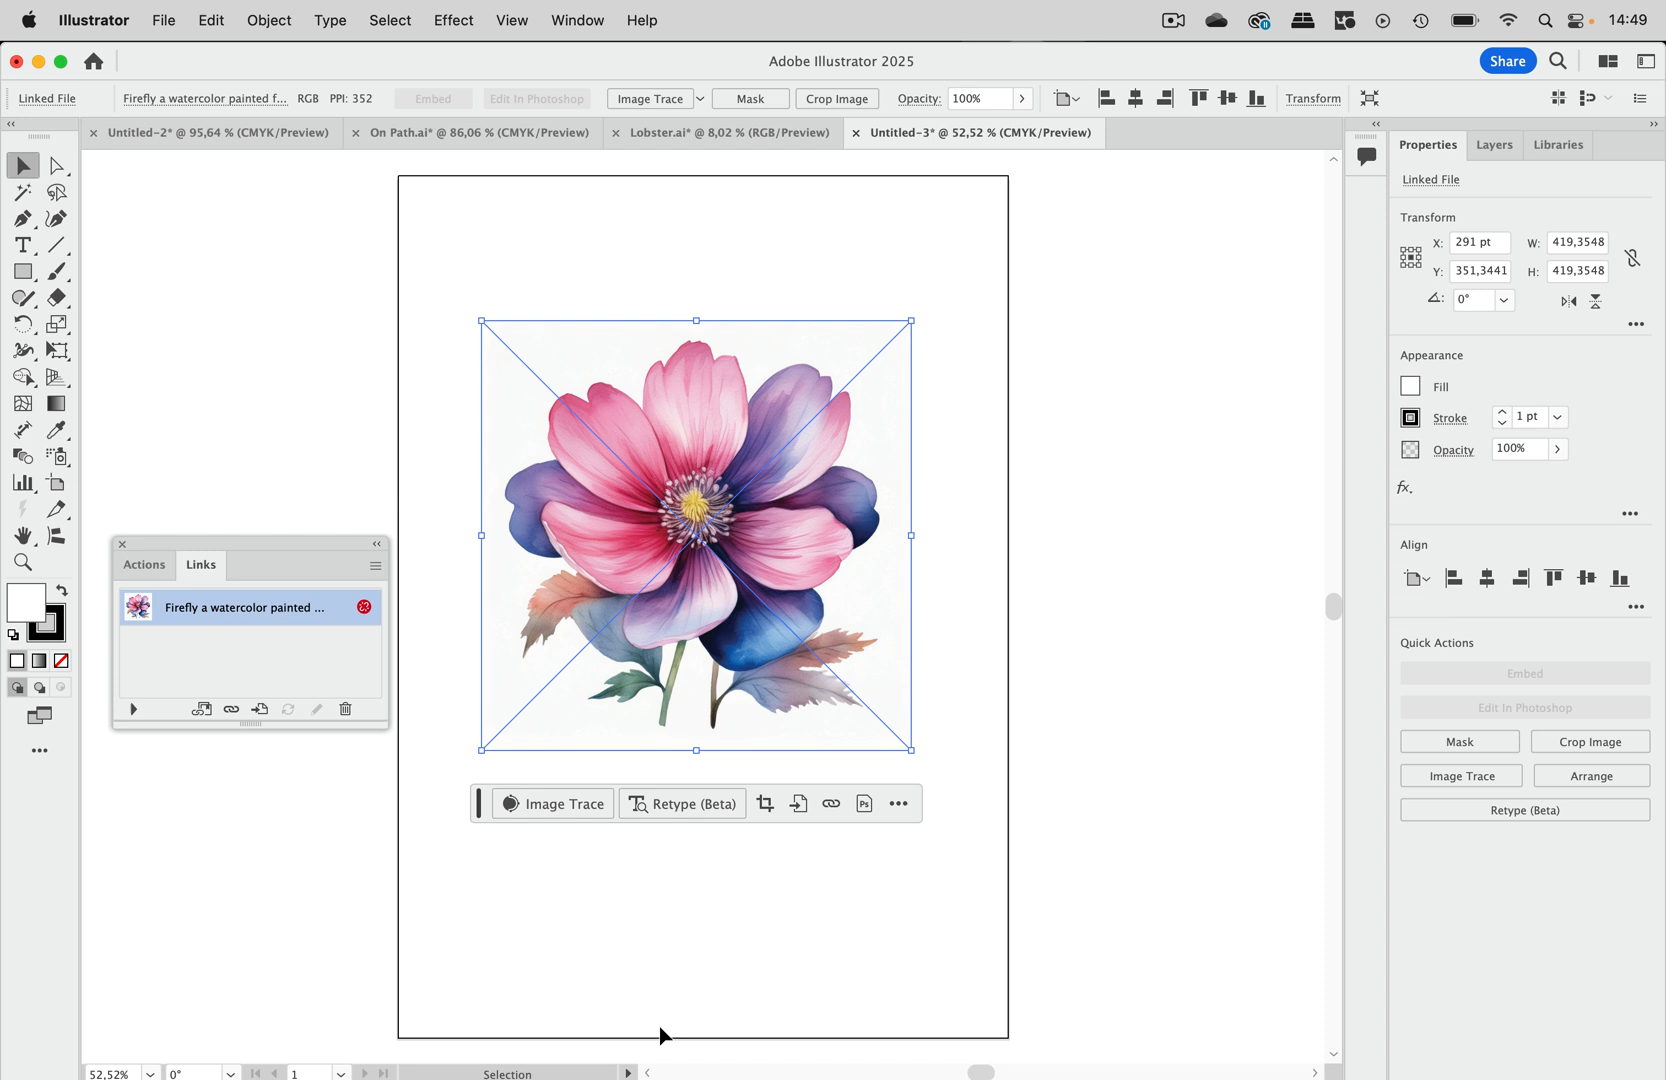 Illustrator File Edit Object Type Select Effect View Window Help 14:49
Adobe Illustrator 2025 Share
Linked File Firefly a watercolor painted f... RGB PPI: 352 Embed Edit In Photoshop Image Trace Mask Crop Image Opacity: 100% Transform
Untitled-2* @ 95,64 % (CMYK/Preview) On Path.ai* @ 86,06 % (CMYK/Preview) Lobster.ai* @ 8,02 % (RGB/Preview) Untitled-3* @ 52,52 % (CMYK/Preview)
Properties Layers Libraries
Linked File
Transform
X: 291 pt W: 419,3548
Y: 351,3441 H: 419,3548
0°
Appearance
Fill
Stroke 1 pt
Opacity 100%
fx.
Align
Quick Actions
Embed
Edit In Photoshop
Mask Crop Image
Image Trace Arrange
Retype (Beta)
Actions Links
Firefly a watercolor painted ...
Image Trace Retype (Beta) Ps
52,52% 0° 1 Selection